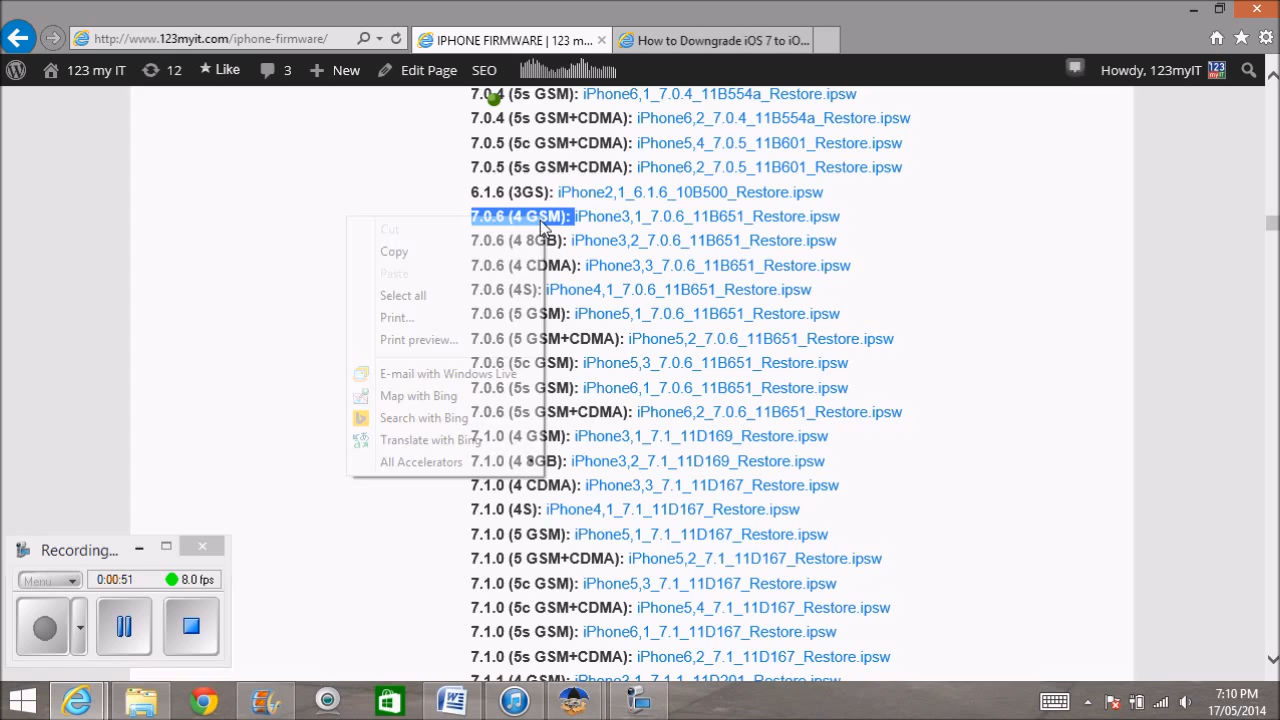 http://www.123myit.com/iphone-firmware/
IPHONE FIRMWARE | 123 m...
How to Downgrade iOS 7 to iO...
123 my IT
12
Like
3
New
Edit Page
SEO
Howdy, 123myIT
123 my IT
7.0.4 (5s GSM): iPhone6,1_7.0.4_11B554a_Restore.ipsw
7.0.4 (5s GSM+CDMA): iPhone6,2_7.0.4_11B554a_Restore.ipsw
7.0.5 (5c GSM+CDMA): iPhone5,4_7.0.5_11B601_Restore.ipsw
7.0.5 (5s GSM+CDMA): iPhone6,2_7.0.5_11B601_Restore.ipsw
6.1.6 (3GS): iPhone2,1_6.1.6_10B500_Restore.ipsw
7.0.6 (4 GSM): iPhone3,1_7.0.6_11B651_Restore.ipsw
7.0.6 (4 8GB): iPhone3,2_7.0.6_11B651_Restore.ipsw
7.0.6 (4 CDMA): iPhone3,3_7.0.6_11B651_Restore.ipsw
7.0.6 (4S): iPhone4,1_7.0.6_11B651_Restore.ipsw
7.0.6 (5 GSM): iPhone5,1_7.0.6_11B651_Restore.ipsw
7.0.6 (5 GSM+CDMA): iPhone5,2_7.0.6_11B651_Restore.ipsw
7.0.6 (5c GSM): iPhone5,3_7.0.6_11B651_Restore.ipsw
7.0.6 (5s GSM): iPhone6,1_7.0.6_11B651_Restore.ipsw
7.0.6 (5s GSM+CDMA): iPhone6,2_7.0.6_11B651_Restore.ipsw
7.1.0 (4 GSM): iPhone3,1_7.1_11D169_Restore.ipsw
7.1.0 (4 8GB): iPhone3,2_7.1_11D169_Restore.ipsw
7.1.0 (4 CDMA): iPhone3,3_7.1_11D167_Restore.ipsw
7.1.0 (4S): iPhone4,1_7.1_11D167_Restore.ipsw
7.1.0 (5 GSM): iPhone5,1_7.1_11D167_Restore.ipsw
7.1.0 (5 GSM+CDMA): iPhone5,2_7.1_11D167_Restore.ipsw
7.1.0 (5c GSM): iPhone5,3_7.1_11D167_Restore.ipsw
7.1.0 (5c GSM+CDMA): iPhone5,4_7.1_11D167_Restore.ipsw
7.1.0 (5s GSM): iPhone6,1_7.1_11D167_Restore.ipsw
7.1.0 (5s GSM+CDMA): iPhone6,2_7.1_11D167_Restore.ipsw
7.1.1 (4 GSM): iPhone3,1_7.1.1_11D201_Restore.ipsw
Cut
Copy
Paste
Select all
Print...
Print preview...
E-mail with Windows Live
Map with Bing
Search with Bing
Translate with Bing
All Accelerators
Recording...
Menu
0:00:51
8.0 fps
7:10 PM
17/05/2014